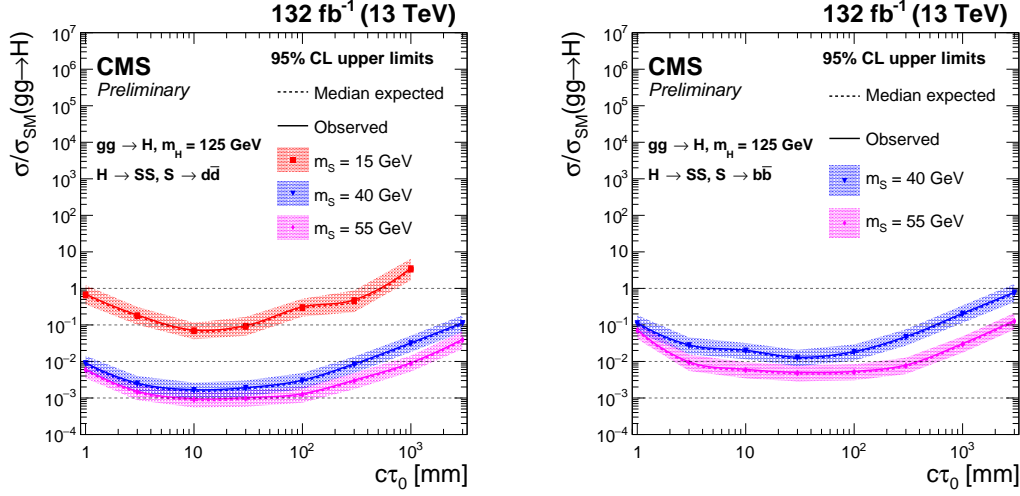 132 fb⁻¹ (13 TeV)
σ/σ_SM(gg→H)
10⁷
10⁶
10⁵
10⁴
10³
10²
10
1
10⁻¹
10⁻²
10⁻³
10⁻⁴
CMS
Preliminary
gg → H, m_H = 125 GeV
H → SS, S → dd̅
95% CL upper limits
Median expected
Observed
m_S = 15 GeV
m_S = 40 GeV
m_S = 55 GeV
1
10
10²
10³
cτ₀ [mm]
132 fb⁻¹ (13 TeV)
σ/σ_SM(gg→H)
10⁷
10⁶
10⁵
10⁴
10³
10²
10
1
10⁻¹
10⁻²
10⁻³
10⁻⁴
CMS
Preliminary
gg → H, m_H = 125 GeV
H → SS, S → bb̅
95% CL upper limits
Median expected
Observed
m_S = 40 GeV
m_S = 55 GeV
1
10
10²
10³
cτ₀ [mm]